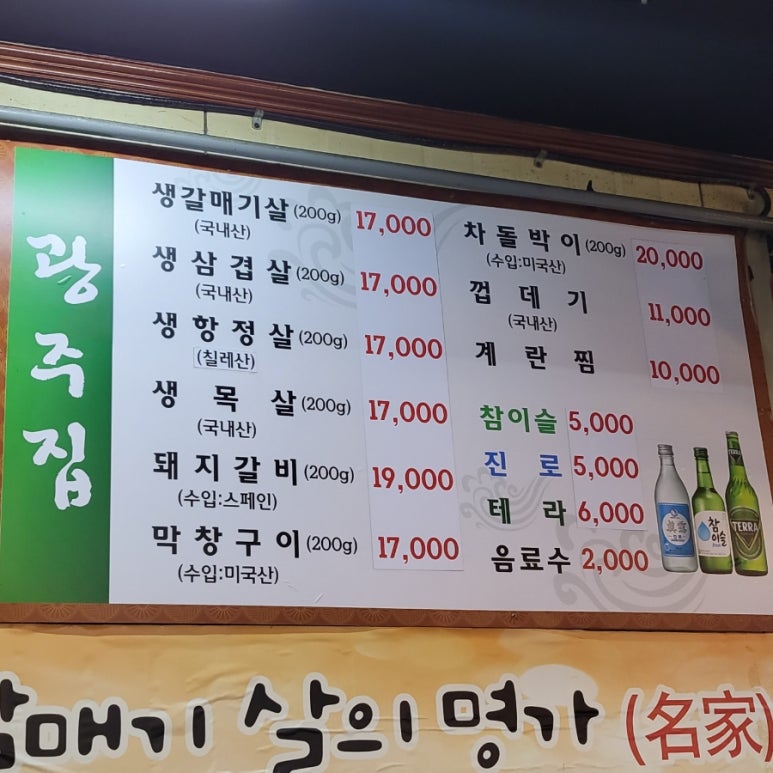 광주집
생갈매기살(200g) 17,000
(국내산)
생삼겹살(200g) 17,000
(국내산)
생항정살(200g) 17,000
(칠레산)
생목살(200g) 17,000
(국내산)
돼지갈비(200g) 19,000
(수입:스페인)
막창구이(200g) 17,000
(수입:미국산)
차돌박이(200g) 20,000
(수입:미국산)
껍데기 11,000
(국내산)
계란찜 10,000
참이슬 5,000
진로 5,000
테라 6,000
음료수 2,000
眞露
참이슬
TERRA
TERRA
매기 살의 명가 (名家)